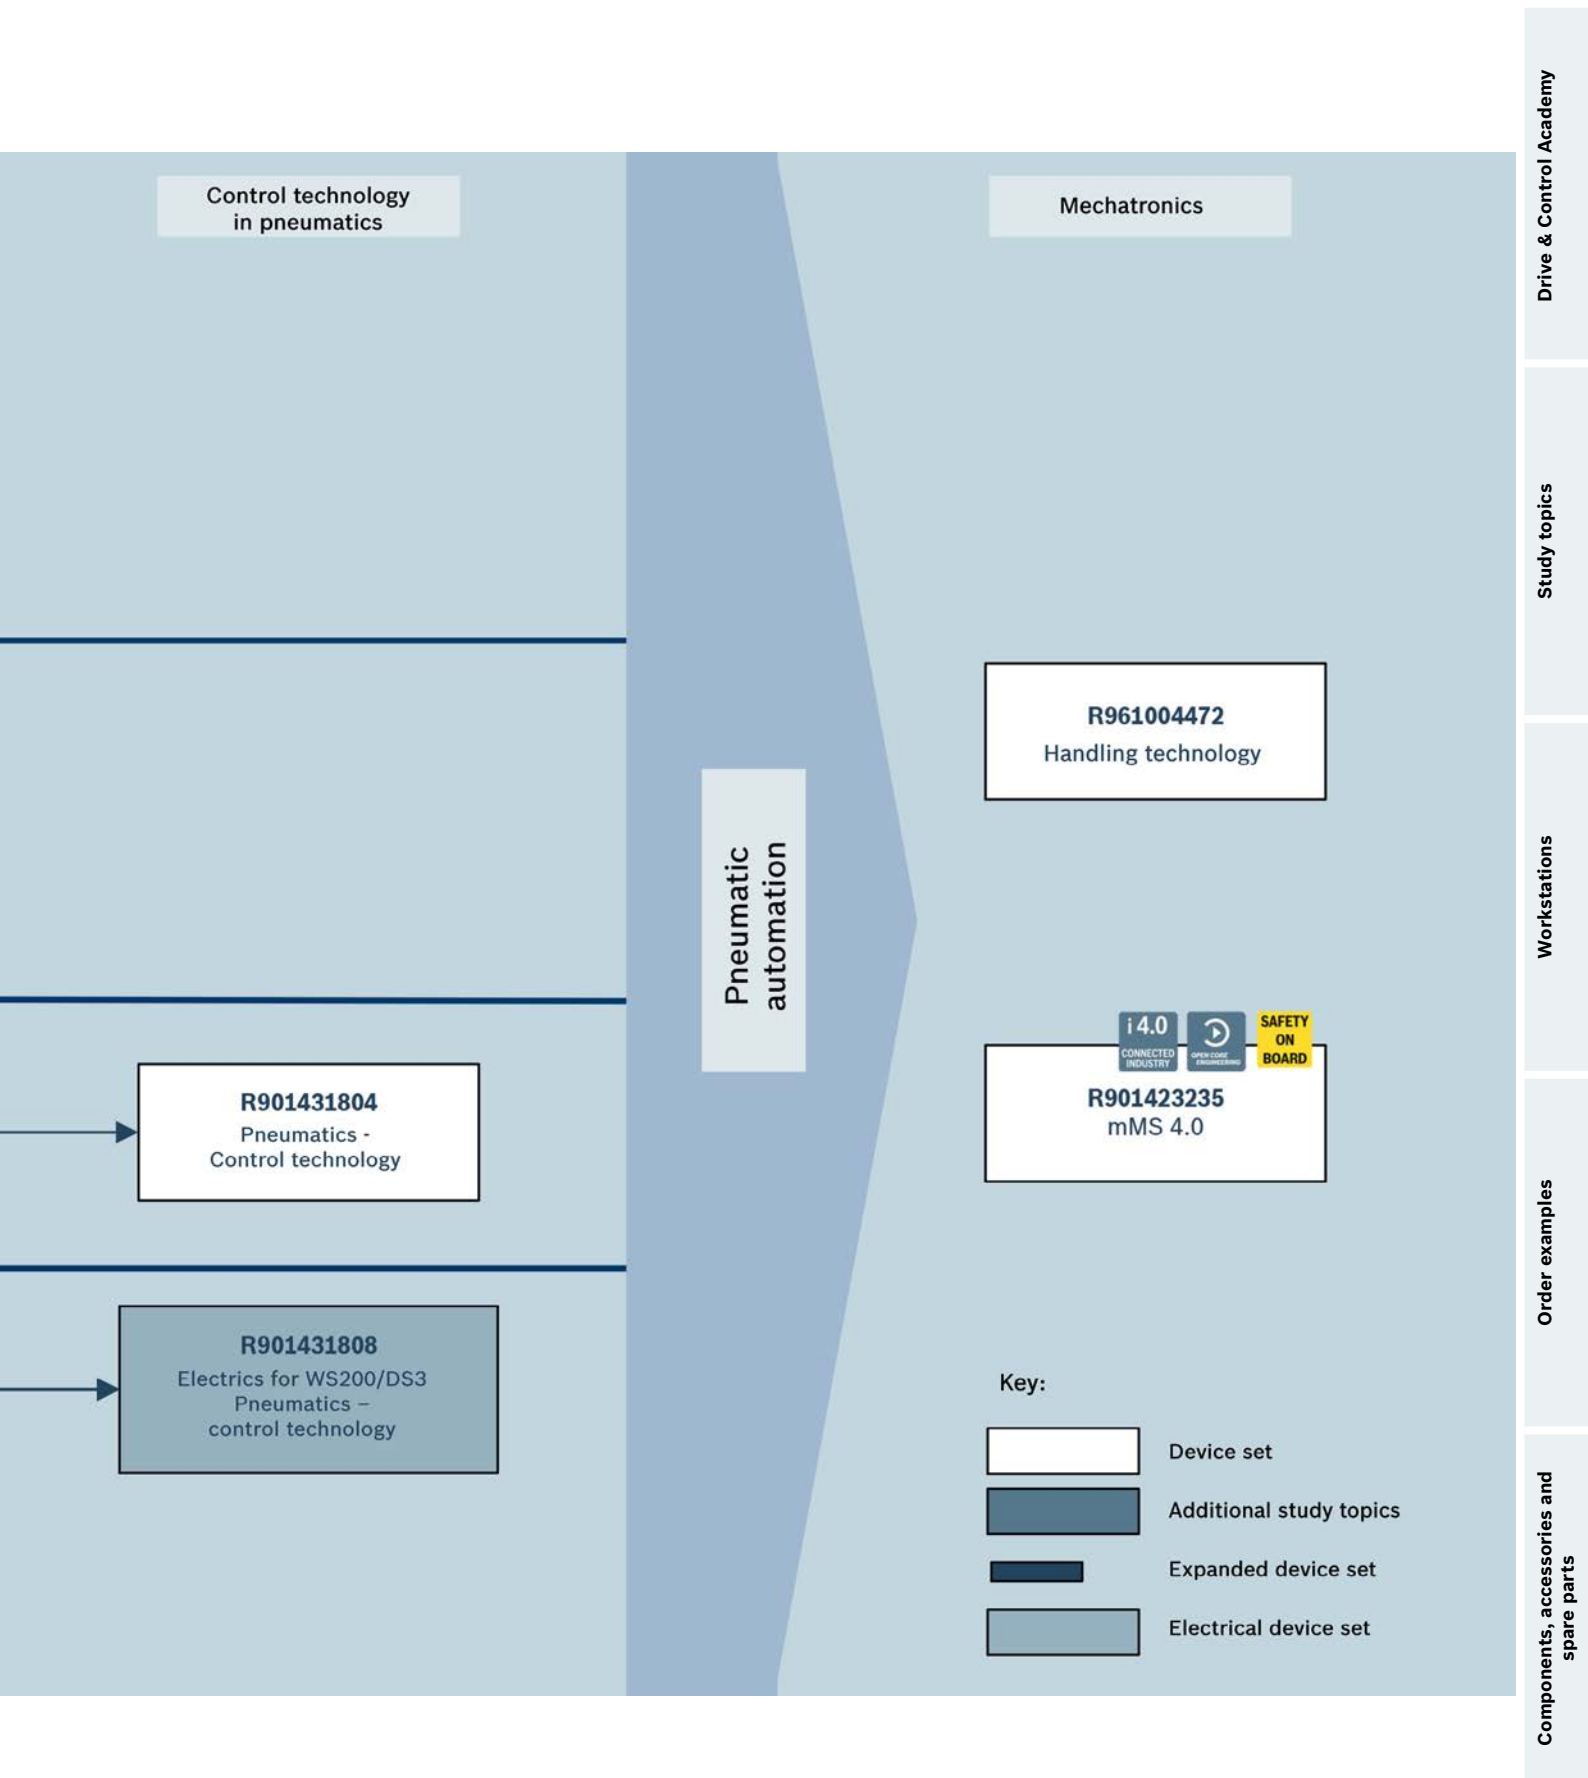 Control technology
in pneumatics
Mechatronics
R961004472
Handling technology
Pneumatic
automation
i 4.0
CONNECTED
INDUSTRY
OPEN CORE
ENGINEERING
SAFETY
ON
BOARD
R901423235
mMS 4.0
R901431804
Pneumatics -
Control technology
R901431808
Electrics for WS200/DS3
Pneumatics –
control technology
Key:
Device set
Additional study topics
Expanded device set
Electrical device set
Drive & Control Academy
Study topics
Workstations
Order examples
Components, accessories and
spare parts